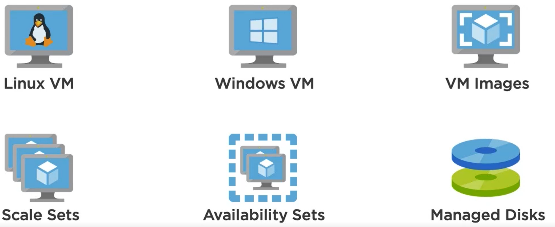 Linux VM
Windows VM
VM Images
Scale Sets
Availability Sets
Managed Disks